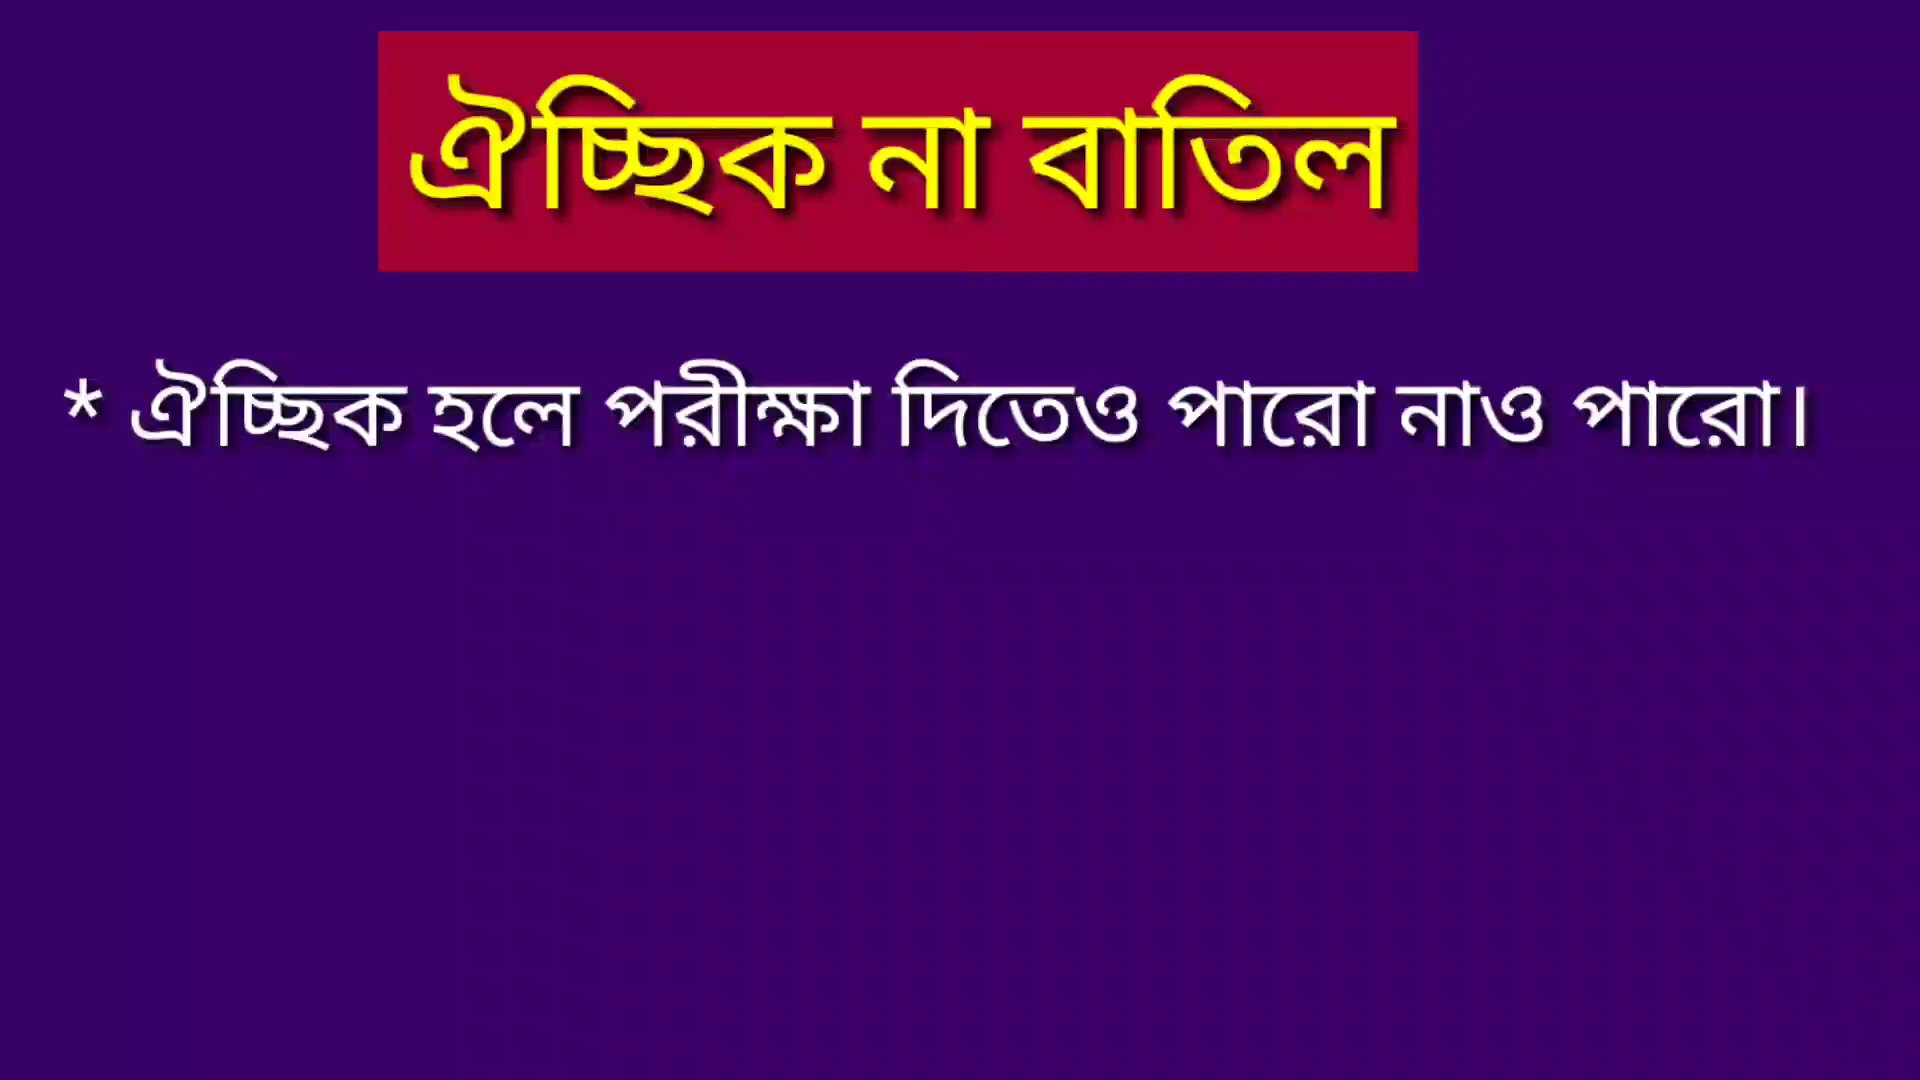 ঐচ্ছিক না বাতিল
* ঐচ্ছিক হলে পরীক্ষা দিতেও পারো নাও পারো।